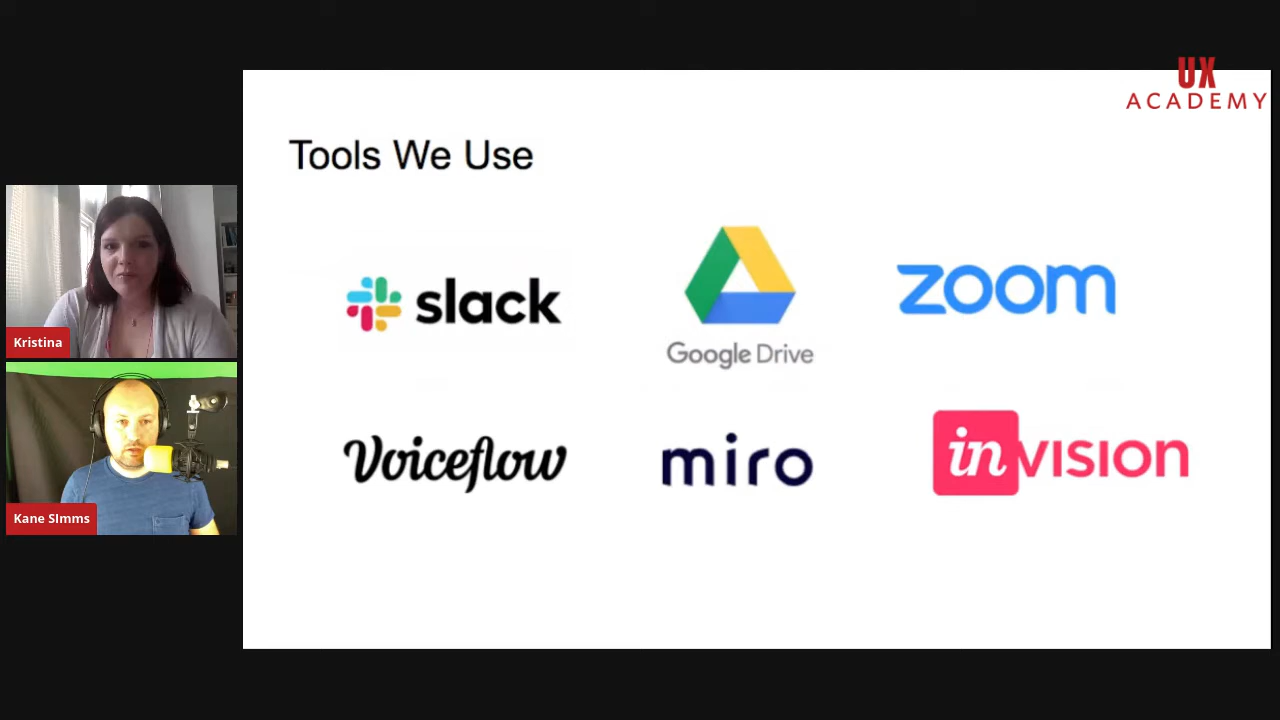 UX
ACADEMY
Tools We Use
slack
Google Drive
zoom
Voiceflow
miro
invision
Kristina
Kane SImms